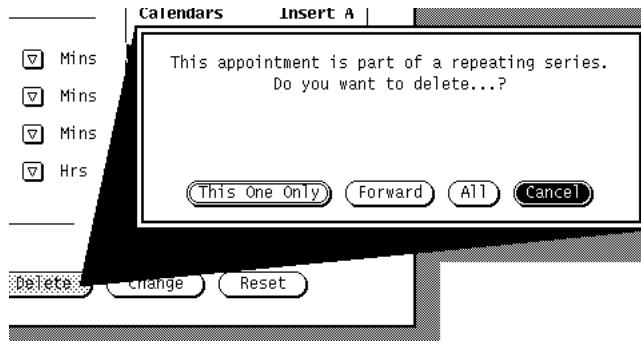 Calendars Insert A
Mins
Mins
Mins
Hrs
This appointment is part of a repeating series.
Do you want to delete...?
This One Only Forward All Cancel
Delete Change Reset